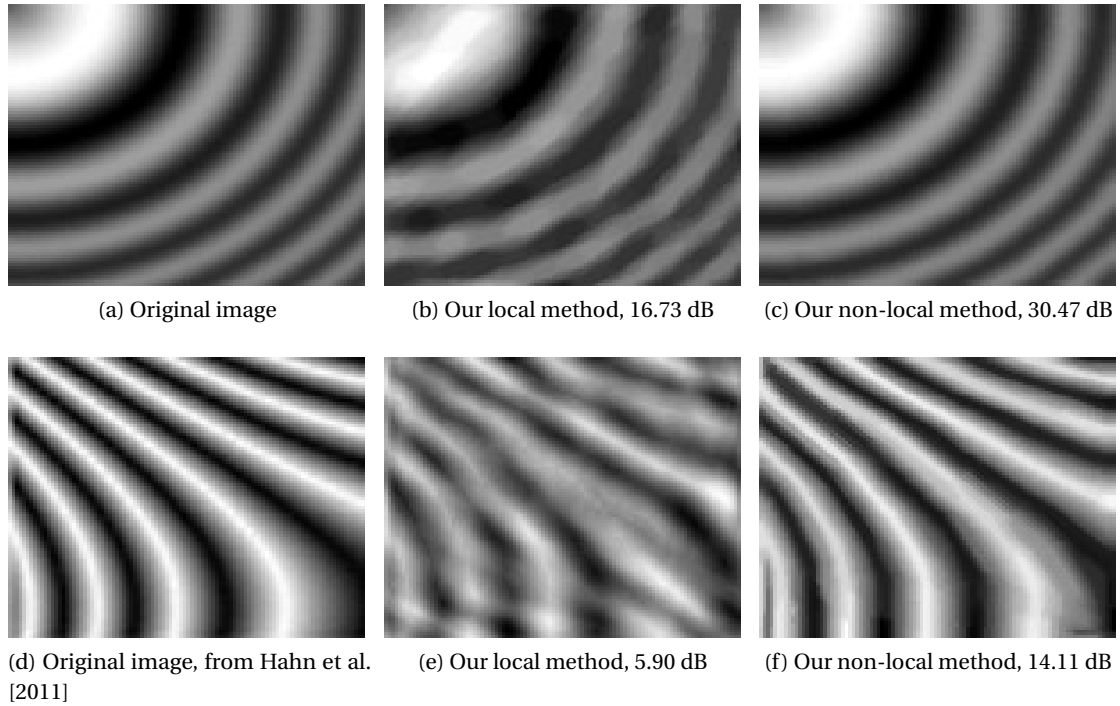 (a) Original image
(b) Our local method, 16.73 dB
(c) Our non-local method, 30.47 dB
(d) Original image, from Hahn et al.
[2011]
(e) Our local method, 5.90 dB
(f) Our non-local method, 14.11 dB